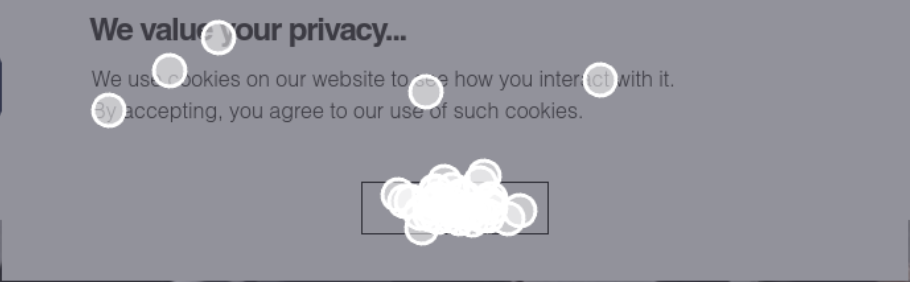 We value your privacy...
We use cookies on our website to see how you interact with it.
By accepting, you agree to our use of such cookies.